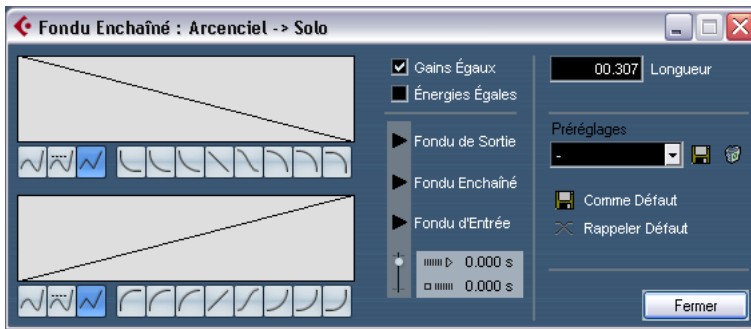 Fondu Enchaîné : Arcenciel -> Solo
Gains Égaux
Énergies Égales
Fondu de Sortie
Fondu Enchaîné
Fondu d'Entrée
0.000 s
0.000 s
00.307 Longueur
Préréglages
-
Comme Défaut
Rappeler Défaut
Fermer